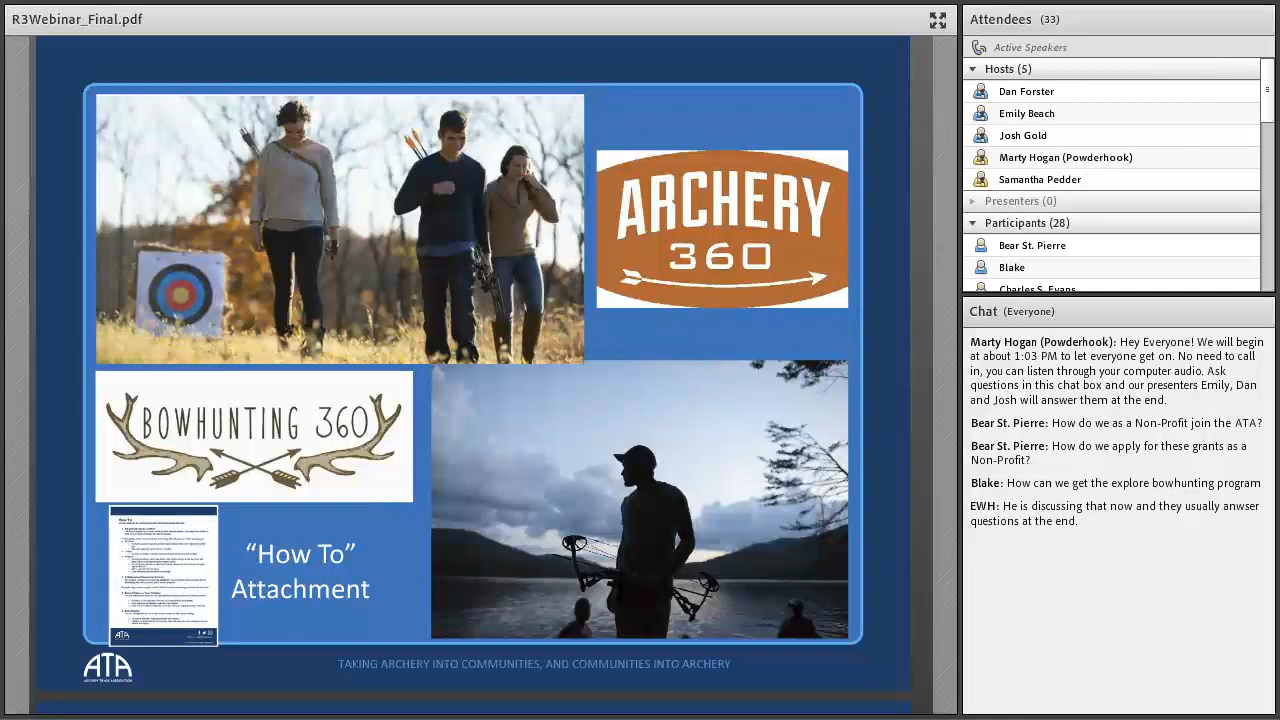 R3Webinar_Final.pdf
ARCHERY
360
BOWHUNTING 360
"How To"
Attachment
ATA
ATA
ARCHERY TRADE ASSOCIATION
TAKING ARCHERY INTO COMMUNITIES, AND COMMUNITIES INTO ARCHERY
Attendees (33)
Active Speakers
Hosts (5)
Dan Forster
Emily Beach
Josh Gold
Marty Hogan (Powderhook)
Samantha Pedder
Presenters (0)
Participants (28)
Bear St. Pierre
Blake
Charles S. Evans
Chat (Everyone)
Marty Hogan (Powderhook): Hey Everyone! We will begin
at about 1:03 PM to let everyone get on. No need to call
in, you can listen through your computer audio. Ask
questions in this chat box and our presenters Emily, Dan
and Josh will answer them at the end.
Bear St. Pierre: How do we as a Non-Profit join the ATA?
Bear St. Pierre: How do we apply for these grants as a
Non-Profit?
Blake: How can we get the explore bowhunting program
EWH: He is discussing that now and they usually anwser
questions at the end.